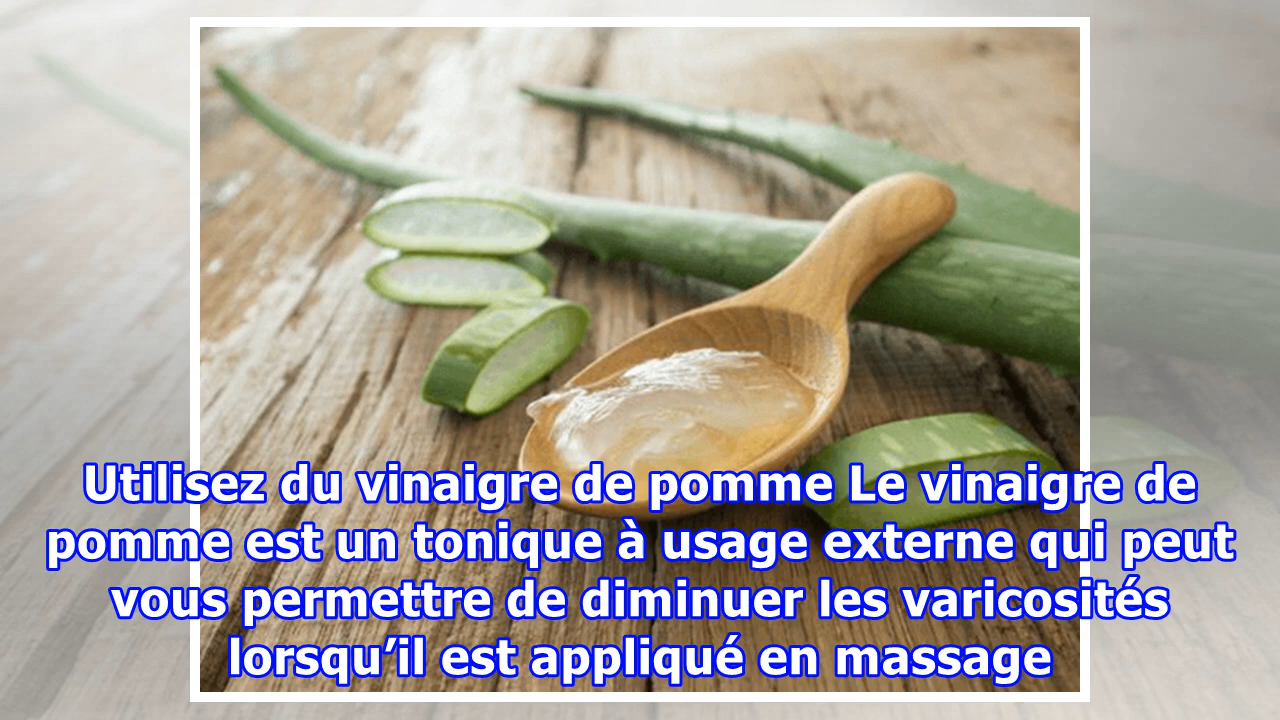 Utilisez du vinaigre de pomme Le vinaigre de
pomme est un tonique à usage externe qui peut
vous permettre de diminuer les varicosités
lorsqu’il est appliqué en massage